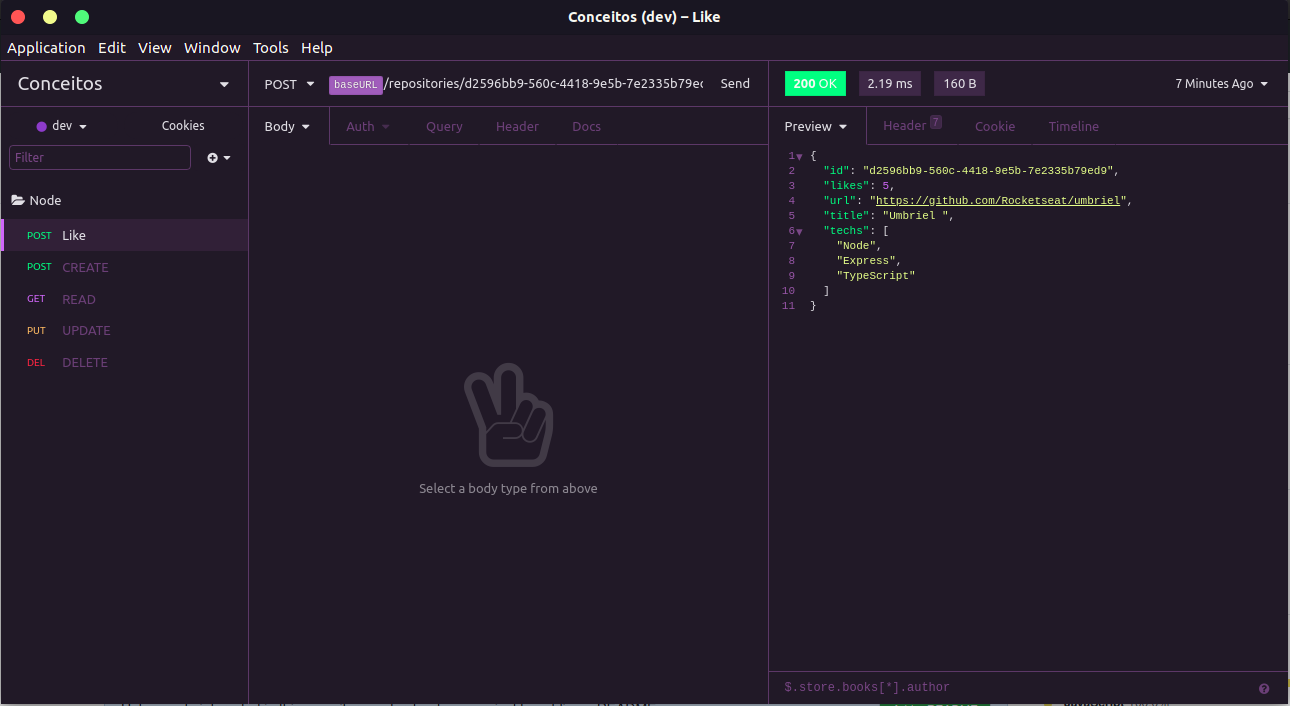 Conceitos (dev) – Like
Application Edit View Window Tools Help
Conceitos
dev
Cookies
Filter
Node
POST Like
POST CREATE
GET READ
PUT UPDATE
DEL DELETE
POST baseURL/repositories/d2596bb9-560c-4418-9e5b-7e2335b79ec Send
Body Auth Query Header Docs
Select a body type from above
200 OK 2.19 ms 160 B 7 Minutes Ago
Preview Header 7 Cookie Timeline
1 {
2 "id": "d2596bb9-560c-4418-9e5b-7e2335b79ed9",
3 "likes": 5,
4 "url": "https://github.com/Rocketseat/umbriel",
5 "title": "Umbriel ",
6 "techs": [
7 "Node",
8 "Express",
9 "TypeScript"
10 ]
11 }
$.store.books[*].author